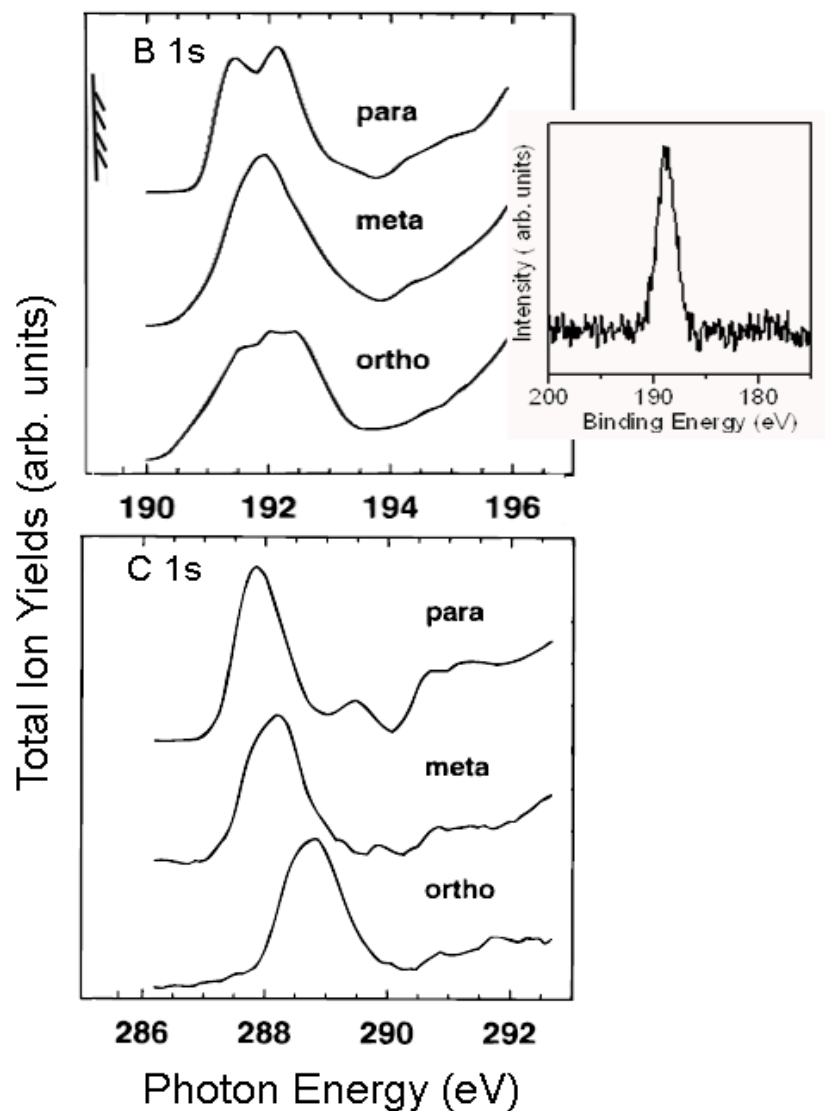 B 1s
para
meta
ortho
190 192 194 196
Intensity ( arb. units)
200 190 180
Binding Energy (eV)
Total Ion Yields (arb. units)
C 1s
para
meta
ortho
286 288 290 292
Photon Energy (eV)